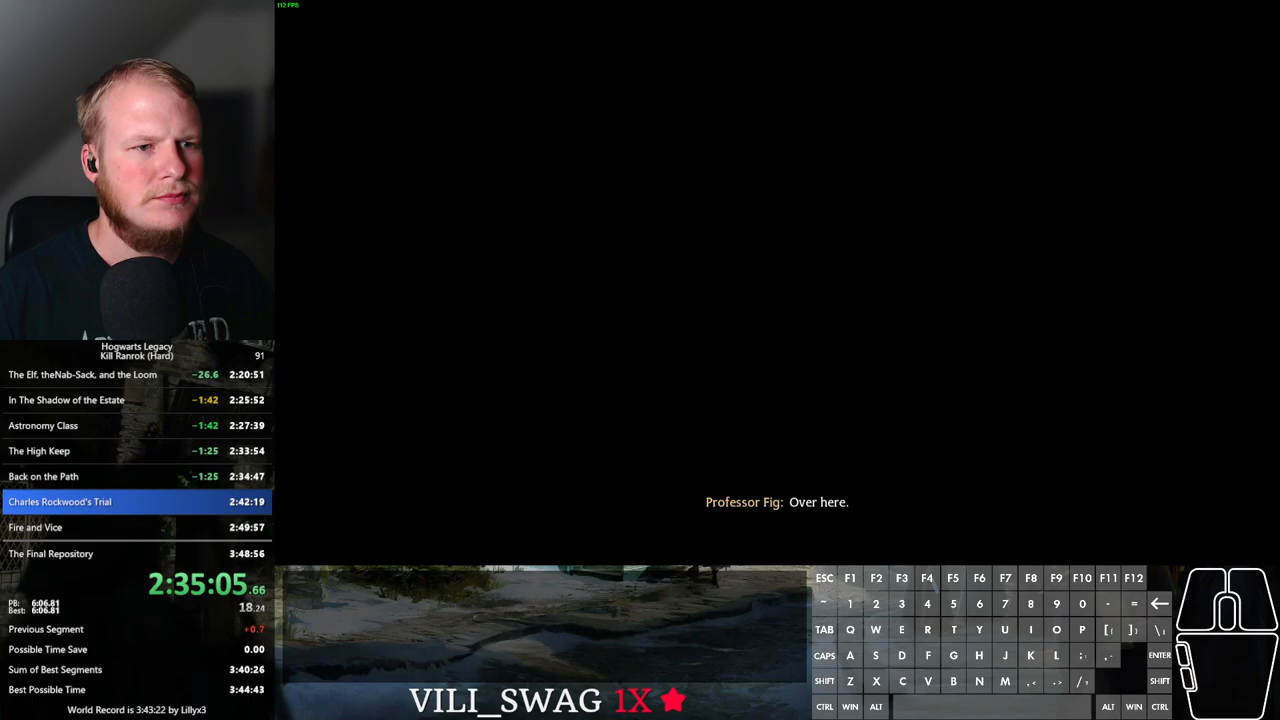 112 FPS
Hogwarts Legacy
Kill Ranrok (Hard) 91
The Elf, theNab-Sack, and the Loom -26.6 2:20:51
In The Shadow of the Estate -1:42 2:25:52
Astronomy Class -1:42 2:27:39
The High Keep -1:25 2:33:54
Back on the Path -1:25 2:34:47
Charles Rockwood's Trial 2:42:19
Professor Fig: Over here.
Fire and Vice 2:49:57
The Final Repository 3:48:56
2:35:05.66
PB: 6:06.81
Best: 6:06.81 18.24
Previous Segment +0.7
Possible Time Save 0.00
Sum of Best Segments 3:40:26
Best Possible Time 3:44:43
World Record is 3:43:22 by Lillyx3
VILI_SWAG 1X
ESC F1 F2 F3 F4 F5 F6 F7 F8 F9 F10 F11 F12
~ 1 2 3 4 5 6 7 8 9 0 - =
TAB Q W E R T Y U I O P [{ ]} \|
CAPS A S D F G H J K L ;: ,. ENTER
SHIFT Z X C V B N M ,< .> /? SHIFT
CTRL WIN ALT ALT WIN CTRL